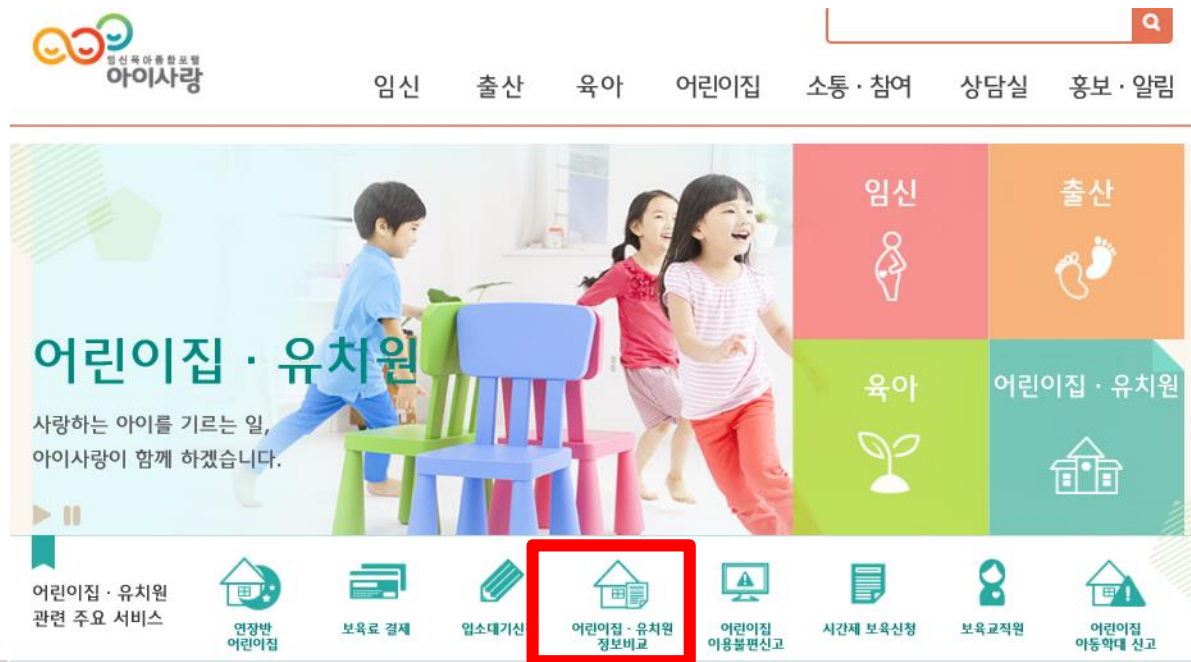 임신육아종합포털
아이사랑
임신 출산 육아 어린이집 소통 · 참여 상담실 홍보 · 알림
임신
출산
어린이집 · 유치원
사랑하는 아이를 기르는 일,
아이사랑이 함께 하겠습니다.
육아
어린이집 · 유치원
어린이집 · 유치원
관련 주요 서비스
연장반
어린이집
보육료 결제
입소대기신청
어린이집 · 유치원
정보비교
어린이집
이용불편신고
시간제 보육신청
보육교직원
어린이집
아동학대 신고